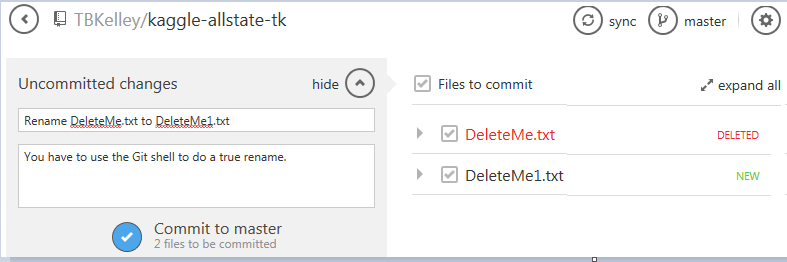 TBKelley/kaggle-allstate-tk
sync
master
Uncommitted changes
hide
Files to commit
expand all
Rename DeleteMe.txt to DeleteMe1.txt
DeleteMe.txt
DELETED
You have to use the Git shell to do a true rename.
DeleteMe1.txt
NEW
Commit to master
2 files to be committed